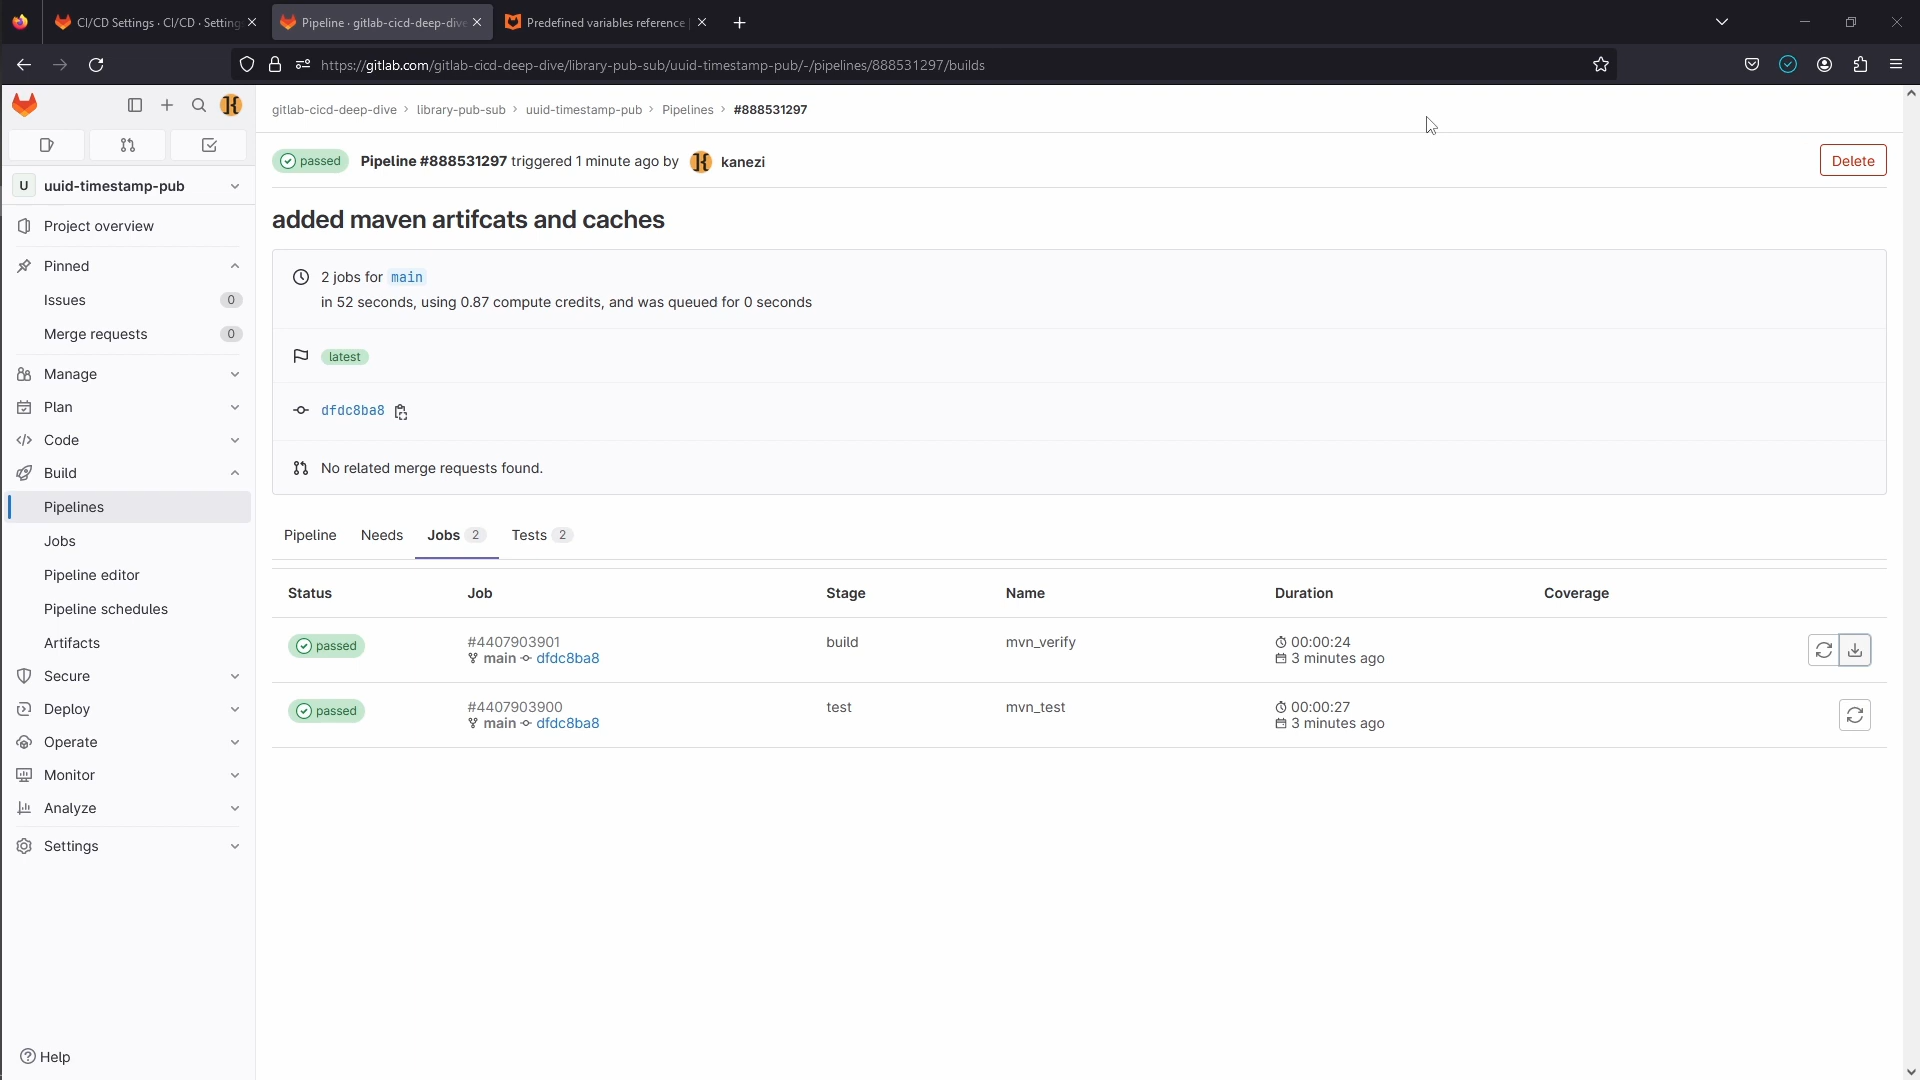 CI/CD Settings · CI/CD · Setting
Pipeline · gitlab-cicd-deep-dive
Predefined variables reference
https://gitlab.com/gitlab-cicd-deep-dive/library-pub-sub/uuid-timestamp-pub/-/pipelines/888531297/builds
gitlab-cicd-deep-dive › library-pub-sub › uuid-timestamp-pub › Pipelines › #888531297
U uuid-timestamp-pub
Project overview
Pinned
Issues 0
Merge requests 0
Manage
Plan
Code
Build
Pipelines
Jobs
Pipeline editor
Pipeline schedules
Artifacts
Secure
Deploy
Operate
Monitor
Analyze
Settings
Help
passed Pipeline #888531297 triggered 1 minute ago by kanezi
Delete
added maven artifcats and caches
2 jobs for main
in 52 seconds, using 0.87 compute credits, and was queued for 0 seconds
latest
dfdc8ba8
No related merge requests found.
Pipeline Needs Jobs 2 Tests 2
Status Job Stage Name Duration Coverage
passed #4407903901 build mvn_verify 00:00:24
main dfdc8ba8 3 minutes ago
passed #4407903900 test mvn_test 00:00:27
main dfdc8ba8 3 minutes ago